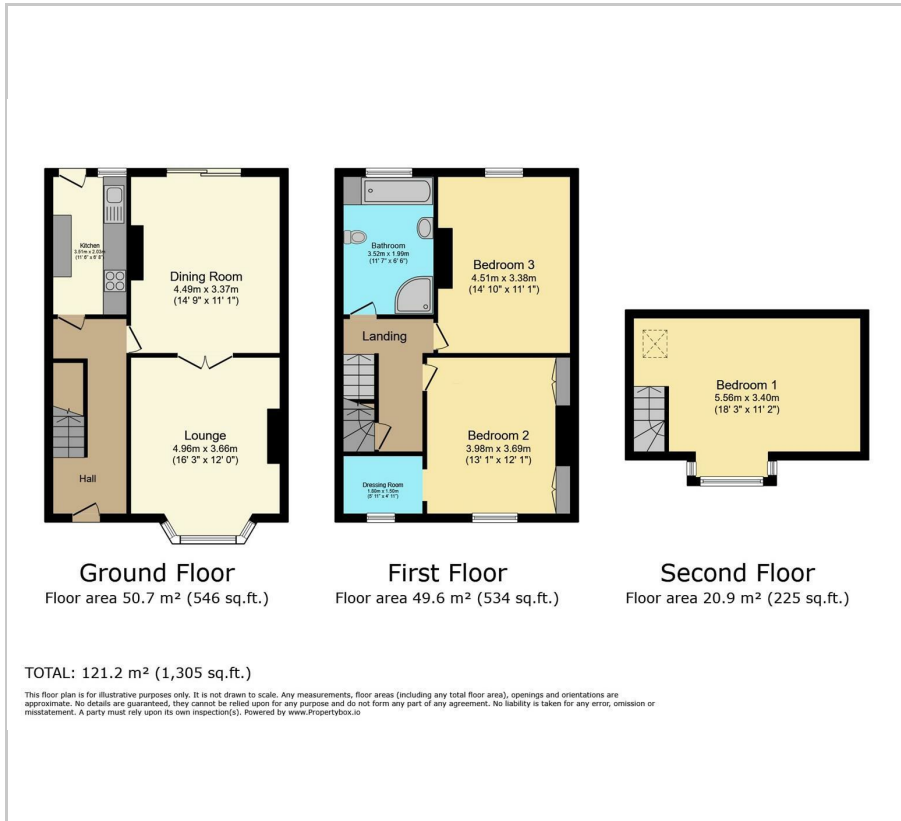 Kitchen
3.51m x 2.03m
(11' 6" x 6' 8")
Dining Room
4.49m x 3.37m
(14' 9" x 11' 1")
Lounge
4.96m x 3.66m
(16' 3" x 12' 0")
Hall
Ground Floor
Floor area 50.7 m² (546 sq.ft.)
Bathroom
3.52m x 1.99m
(11' 7" x 6' 6")
Bedroom 3
4.51m x 3.38m
(14' 10" x 11' 1")
Landing
Bedroom 2
3.98m x 3.69m
(13' 1" x 12' 1")
Dressing Room
1.80m x 1.50m
(5' 11" x 4' 11")
First Floor
Floor area 49.6 m² (534 sq.ft.)
Bedroom 1
5.56m x 3.40m
(18' 3" x 11' 2")
Second Floor
Floor area 20.9 m² (225 sq.ft.)
TOTAL: 121.2 m² (1,305 sq.ft.)
This floor plan is for illustrative purposes only. It is not drawn to scale. Any measurements, floor areas (including any total floor area), openings and orientations are
approximate. No details are guaranteed, they cannot be relied upon for any purpose and do not form any part of any agreement. No liability is taken for any error, omission or
misstatement. A party must rely upon its own inspection(s). Powered by www.Propertybox.io